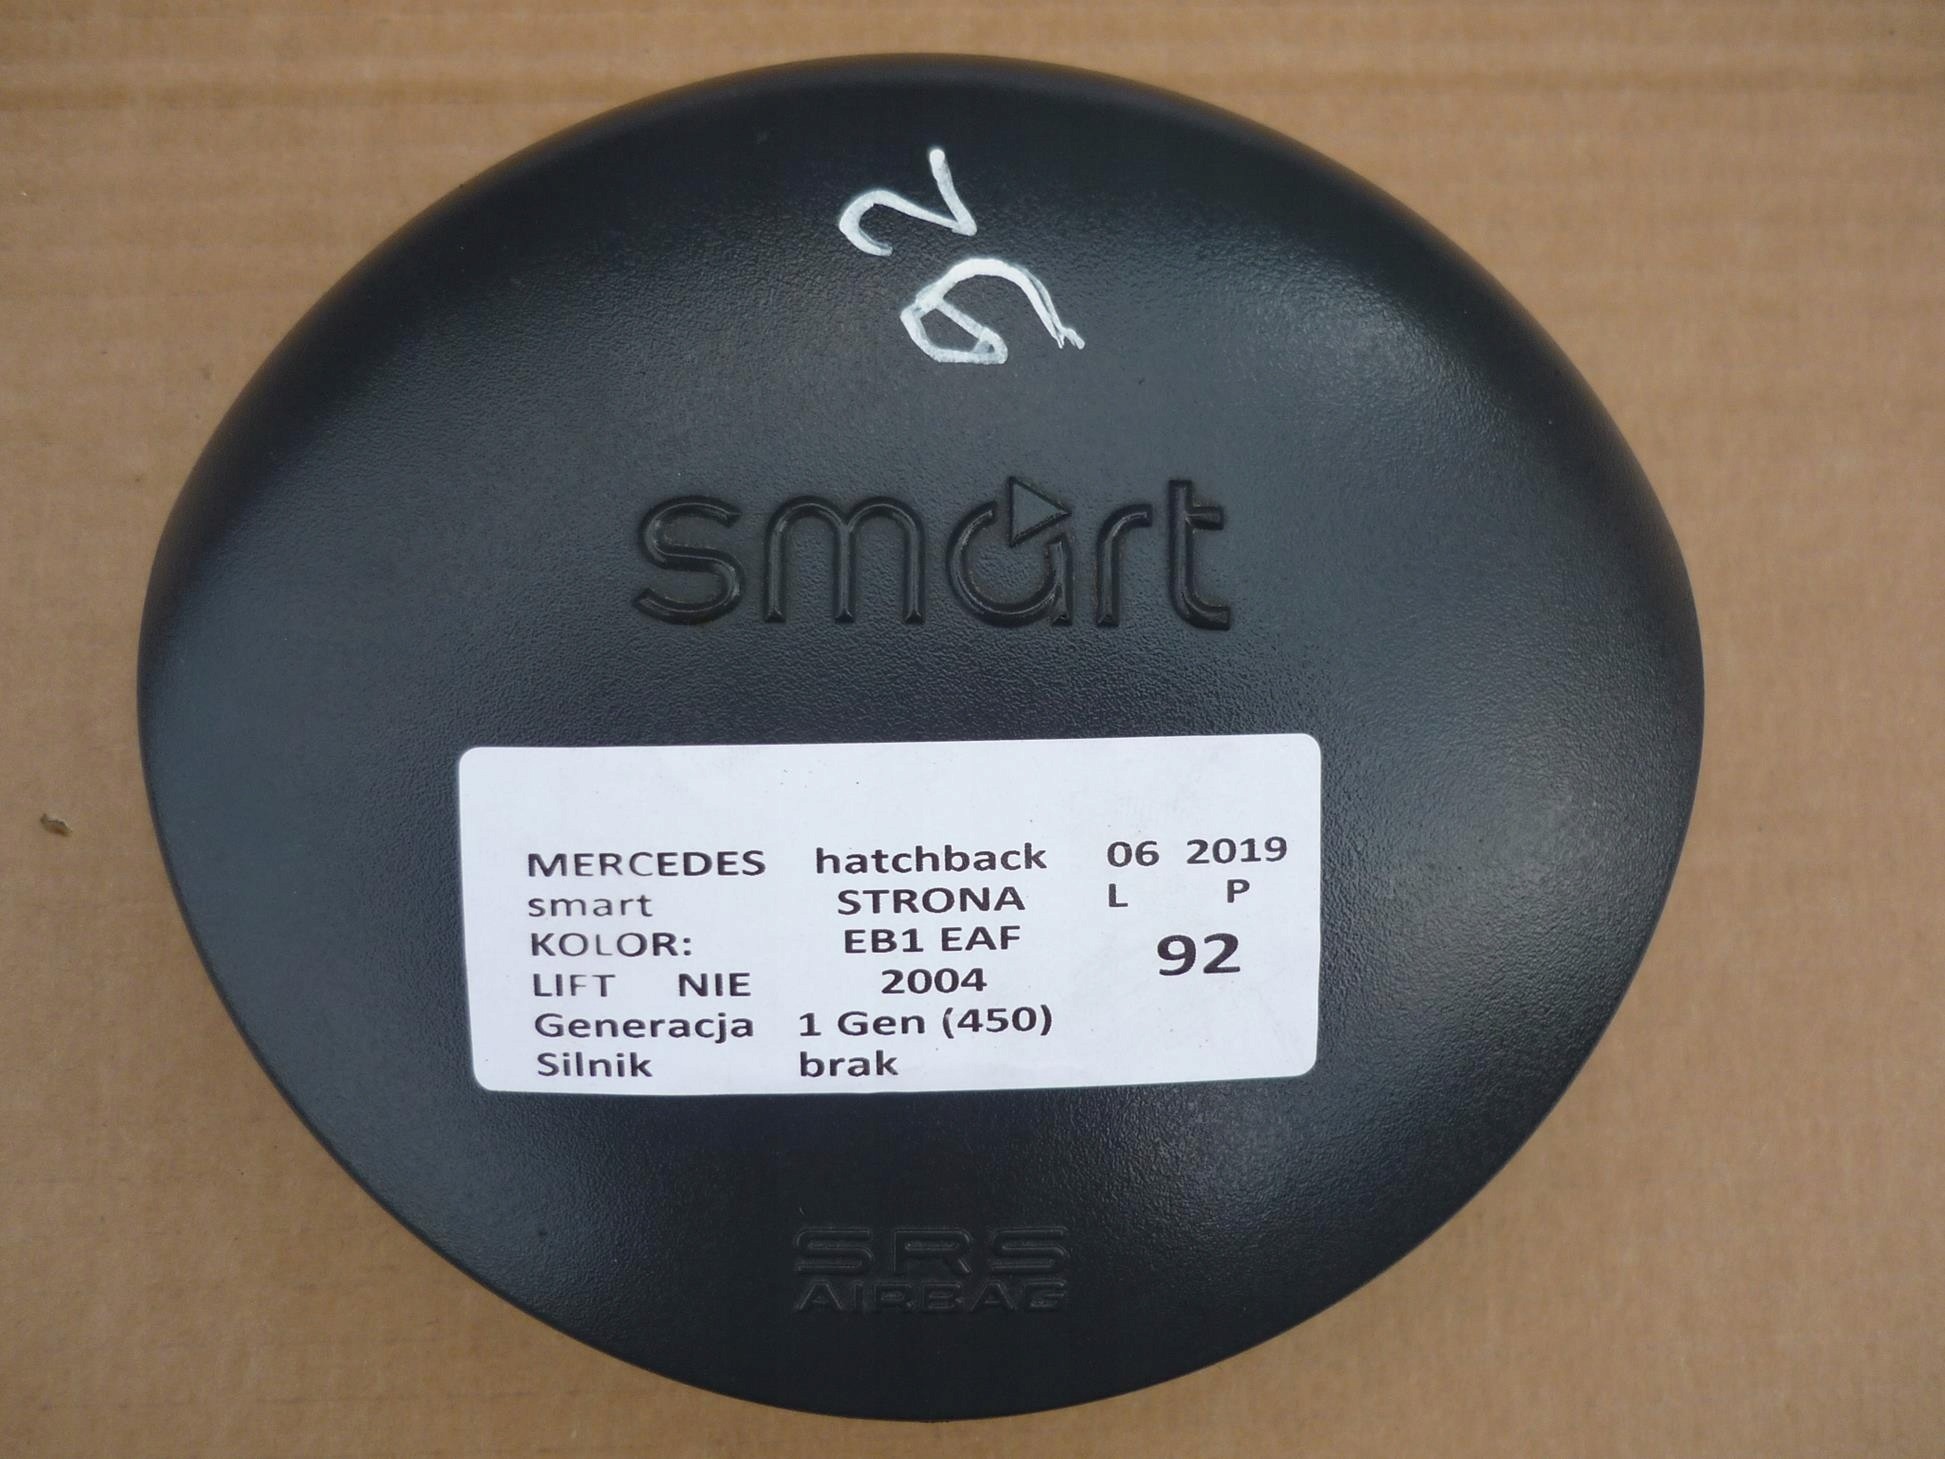 92
smart
MERCEDES hatchback 06 2019
smart STRONA L P
KOLOR: EB1 EAF 92
LIFT NIE 2004
Generacja 1 Gen (450)
Silnik brak
SRS
AIRBAG